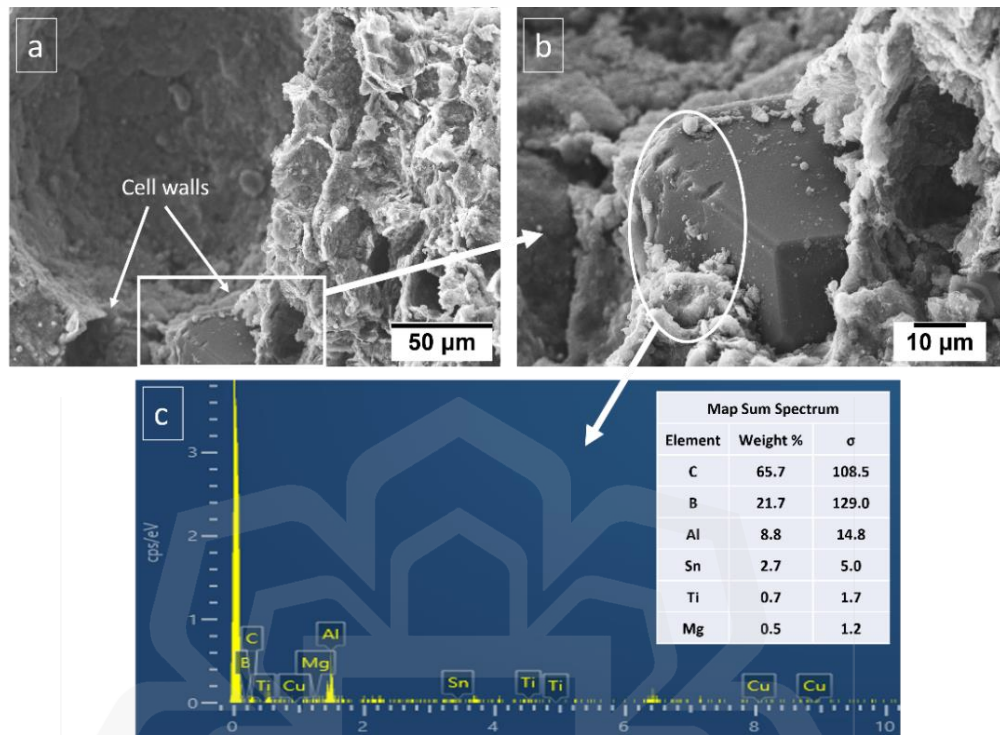 a
Cell walls
50 µm
b
10 µm
c
Map Sum Spectrum
Element Weight % σ
C 65.7 108.5
B 21.7 129.0
Al 8.8 14.8
Sn 2.7 5.0
Ti 0.7 1.7
Mg 0.5 1.2
cps/eV
3
2
1
0
C
B
Ti
Cu
Mg
Al
Sn
Ti
Ti
Cu
Cu
0 2 4 6 8 10